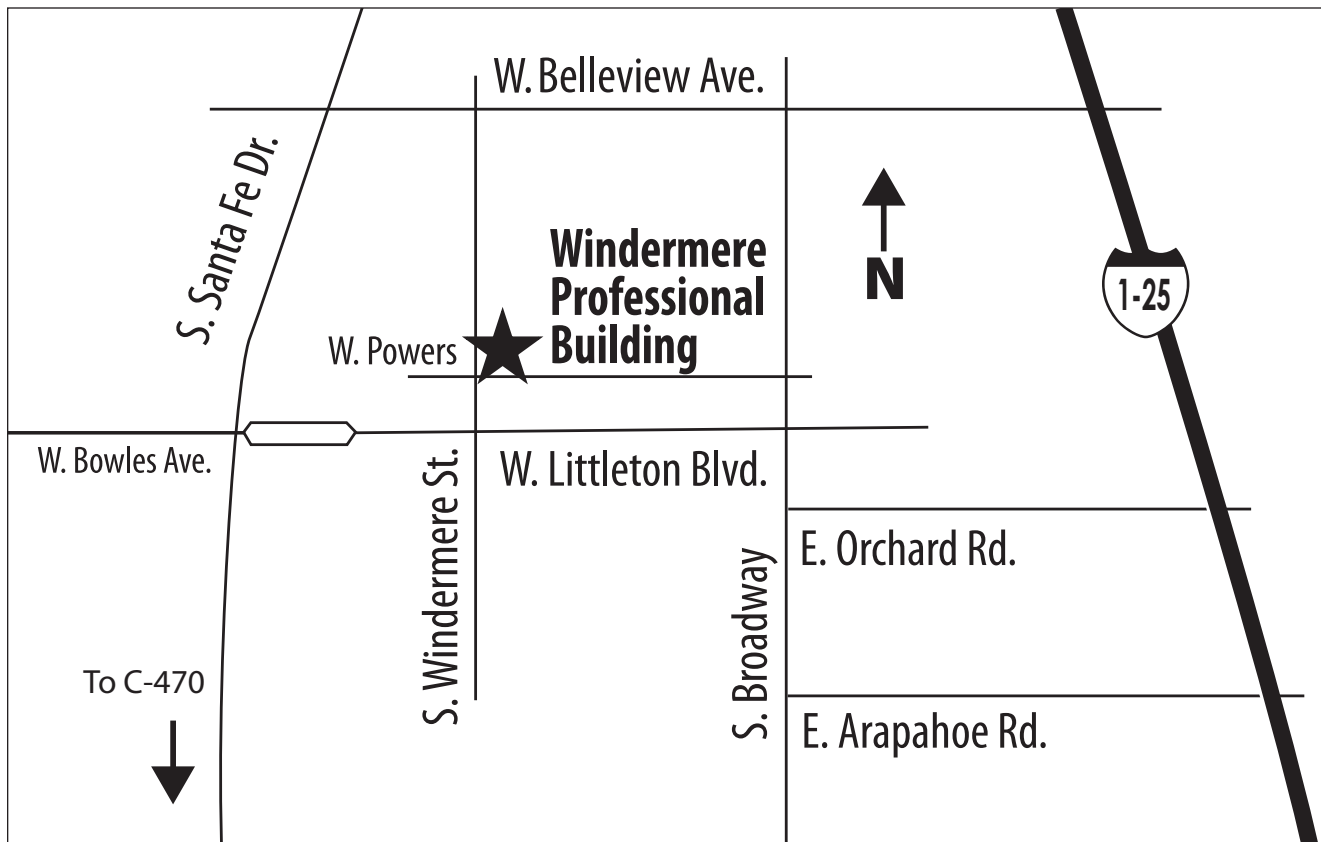 W. Belleview Ave.
S. Santa Fe Dr.
Windermere
Professional
Building
N
1-25
W. Powers
W. Bowles Ave.
W. Littleton Blvd.
S. Windermere St.
S. Broadway
E. Orchard Rd.
To C-470
E. Arapahoe Rd.